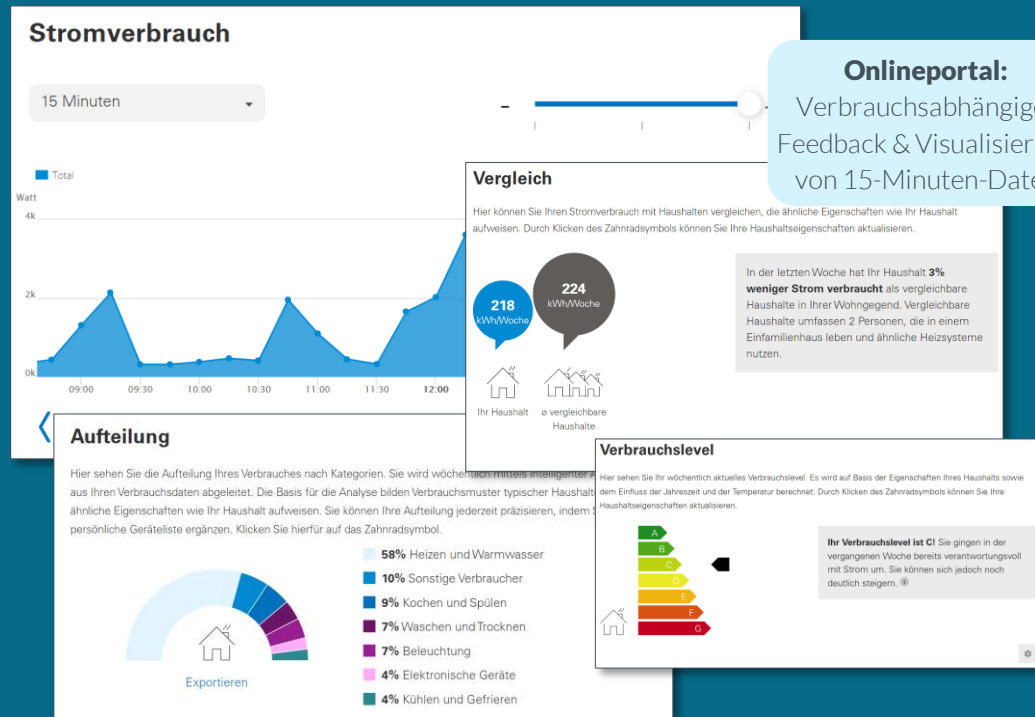 Stromverbrauch
15 Minuten
Onlineportal:
Feedback & Visualisier
von 15-Minuten-Date
Total
Watt
4k
2k
0k
09:00 09:30 10:00 10:30 11:00 11:30 12:00
Vergleich
Hier können Sie Ihren Stromverbrauch mit Haushalten vergleichen, die ähnliche Eigenschaften wie Ihr Haushalt
aufweisen. Durch Klicken des Zahnradsymbols können Sie Ihre Haushaltseigenschaften aktualisieren.
218
kWh/Woche
224
kWh/Woche
Ihr Haushalt
ø vergleichbare
Haushalte
In der letzten Woche hat Ihr Haushalt 3%
weniger Strom verbraucht als vergleichbare
Haushalte in Ihrer Wohngegend. Vergleichbare
Haushalte umfassen 2 Personen, die in einem
Einfamilienhaus leben und ähnliche Heizsysteme
nutzen.
Aufteilung
Hier sehen Sie die Aufteilung Ihres Verbrauches nach Kategorien. Sie wird wöchentlich mittels intelligenter
aus Ihren Verbrauchsdaten abgeleitet. Die Basis für die Analyse bilden Verbrauchsmuster typischer Haushalt
ähnliche Eigenschaften wie Ihr Haushalt aufweisen. Sie können Ihre Aufteilung jederzeit präzisieren, indem
persönliche Geräteliste ergänzen. Klicken Sie hierfür auf das Zahnradsymbol.
58% Heizen und Warmwasser
10% Sonstige Verbraucher
9% Kochen und Spülen
7% Waschen und Trocknen
7% Beleuchtung
4% Elektronische Geräte
4% Kühlen und Gefrieren
Exportieren
Verbrauchslevel
Hier sehen Sie Ihr wöchentlich aktuelles Verbrauchslevel. Es wird auf Basis der Eigenschaften Ihres Haushalts sowie
dem Einfluss der Jahreszeit und der Temperatur berechnet. Durch Klicken des Zahnradsymbols können Sie Ihre
Haushaltseigenschaften aktualisieren.
A
B
C
D
E
F
G
Ihr Verbrauchslevel ist C! Sie gingen in der
vergangenen Woche bereits verantwortungsvoll
mit Strom um. Sie können sich jedoch noch
deutlich steigern.